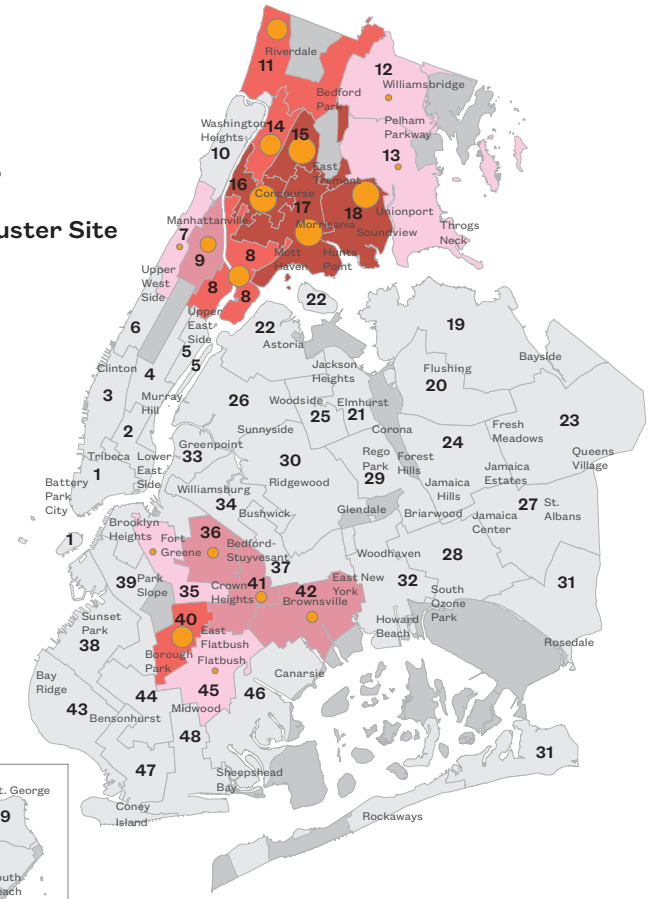 Riverdale
11
12
Williamsbridge
Bedford
Park
Washington
Heights
14
15
Pelham
Parkway
10
13
East
Tremont
16
Concourse
17
18
Unionport
Manhattanville
Morrisania
Soundview
Throgs
Neck
uster Site
7
9
8
Mott
Haven
Hunts
Point
Upper
West
Side
8
8
22
Upper
East
Side
6
22
19
Astoria
5
5
Bayside
Clinton
4
Jackson
Heights
Flushing
20
3
Murray
Hill
26
Woodside
25
Elmhurst
21
23
2
Sunnyside
Corona
Fresh
Meadows
Greenpoint
24
Tribeca
Lower
East
Side
33
30
Rego
Park
Forest
Hills
Queens
Village
1
Ridgewood
29
Jamaica
Estates
Battery
Park
City
Williamsburg
Jamaica
Hills
34
Bushwick
Glendale
Briarwood
27
St.
Albans
Jamaica
Center
Brooklyn
Heights
Fort
Greene
36
1
Bedford-
Stuyvesant
Woodhaven
28
37
39
Park
Slope
35
Crown
Heights
41
42
East New
York
32
31
Brownsville
South
Ozone
Park
Sunset
Park
40
East
Flatbush
Howard
Beach
38
Rosedale
Borough
Park
Flatbush
Bay
Ridge
Canarsie
44
45
46
43
Bensonhurst
Midwood
48
31
47
Sheepshead
Bay
t. George
Coney
Island
9
Rockaways
outh
each